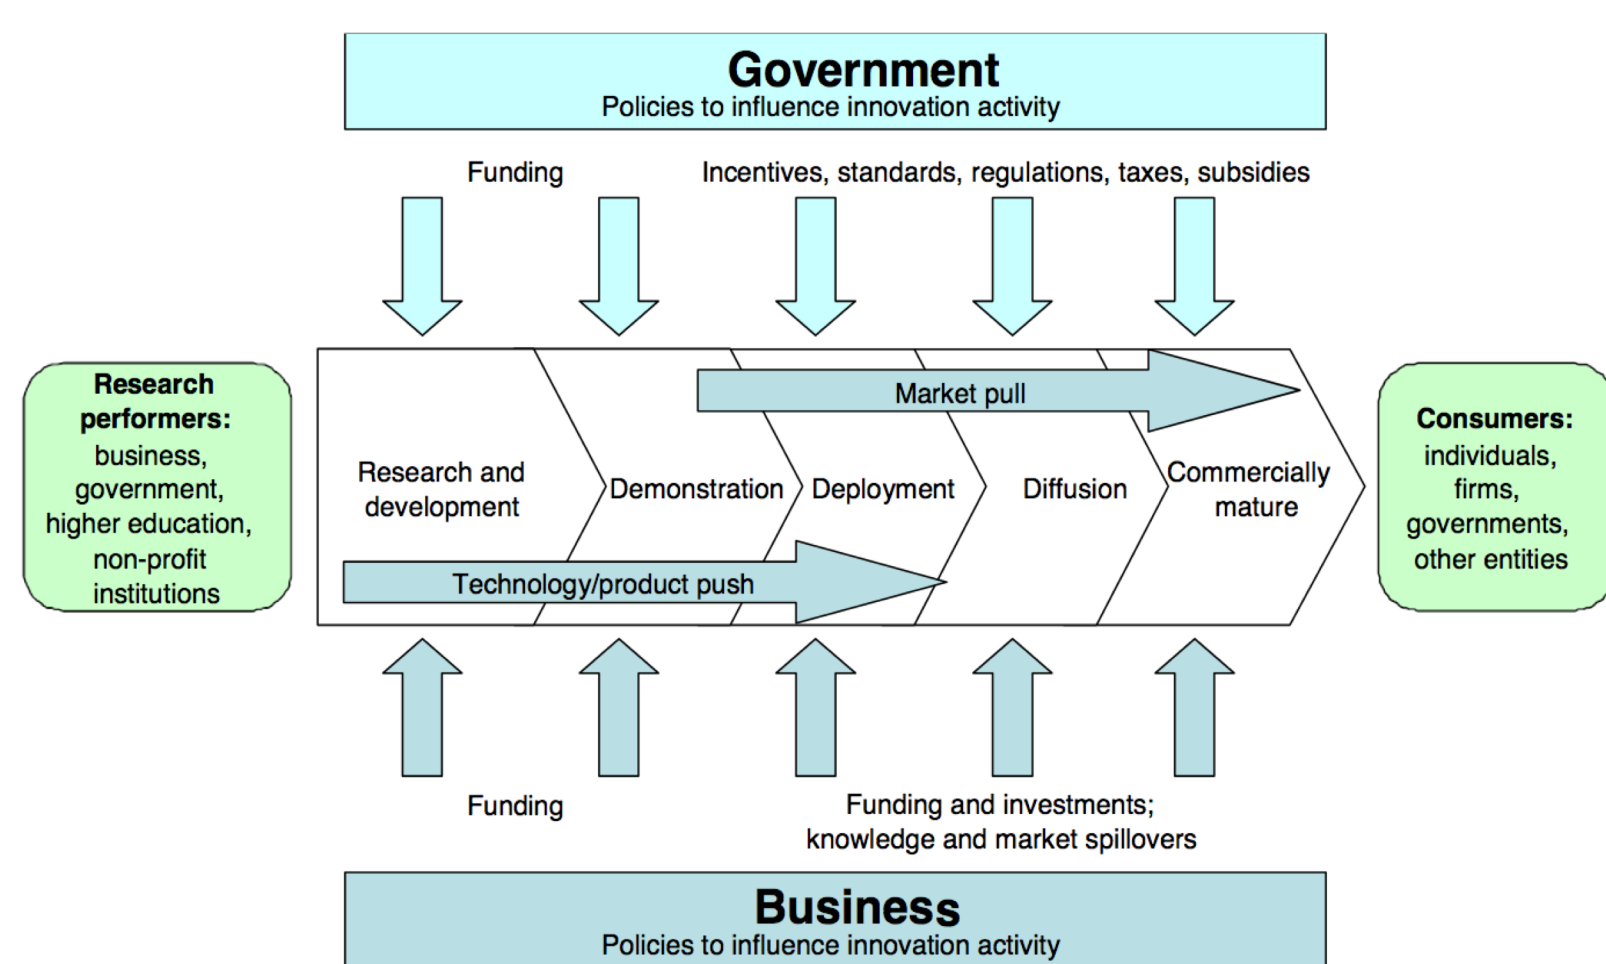 Government
Policies to influence innovation activity
Funding
Incentives, standards, regulations, taxes, subsidies
Research
performers:
business,
government,
higher education,
non-profit
institutions
Market pull
Research and
development
Demonstration
Deployment
Diffusion
Commercially
mature
Technology/product push
Consumers:
individuals,
firms,
governments,
other entities
Funding
Funding and investments;
knowledge and market spillovers
Business
Policies to influence innovation activity